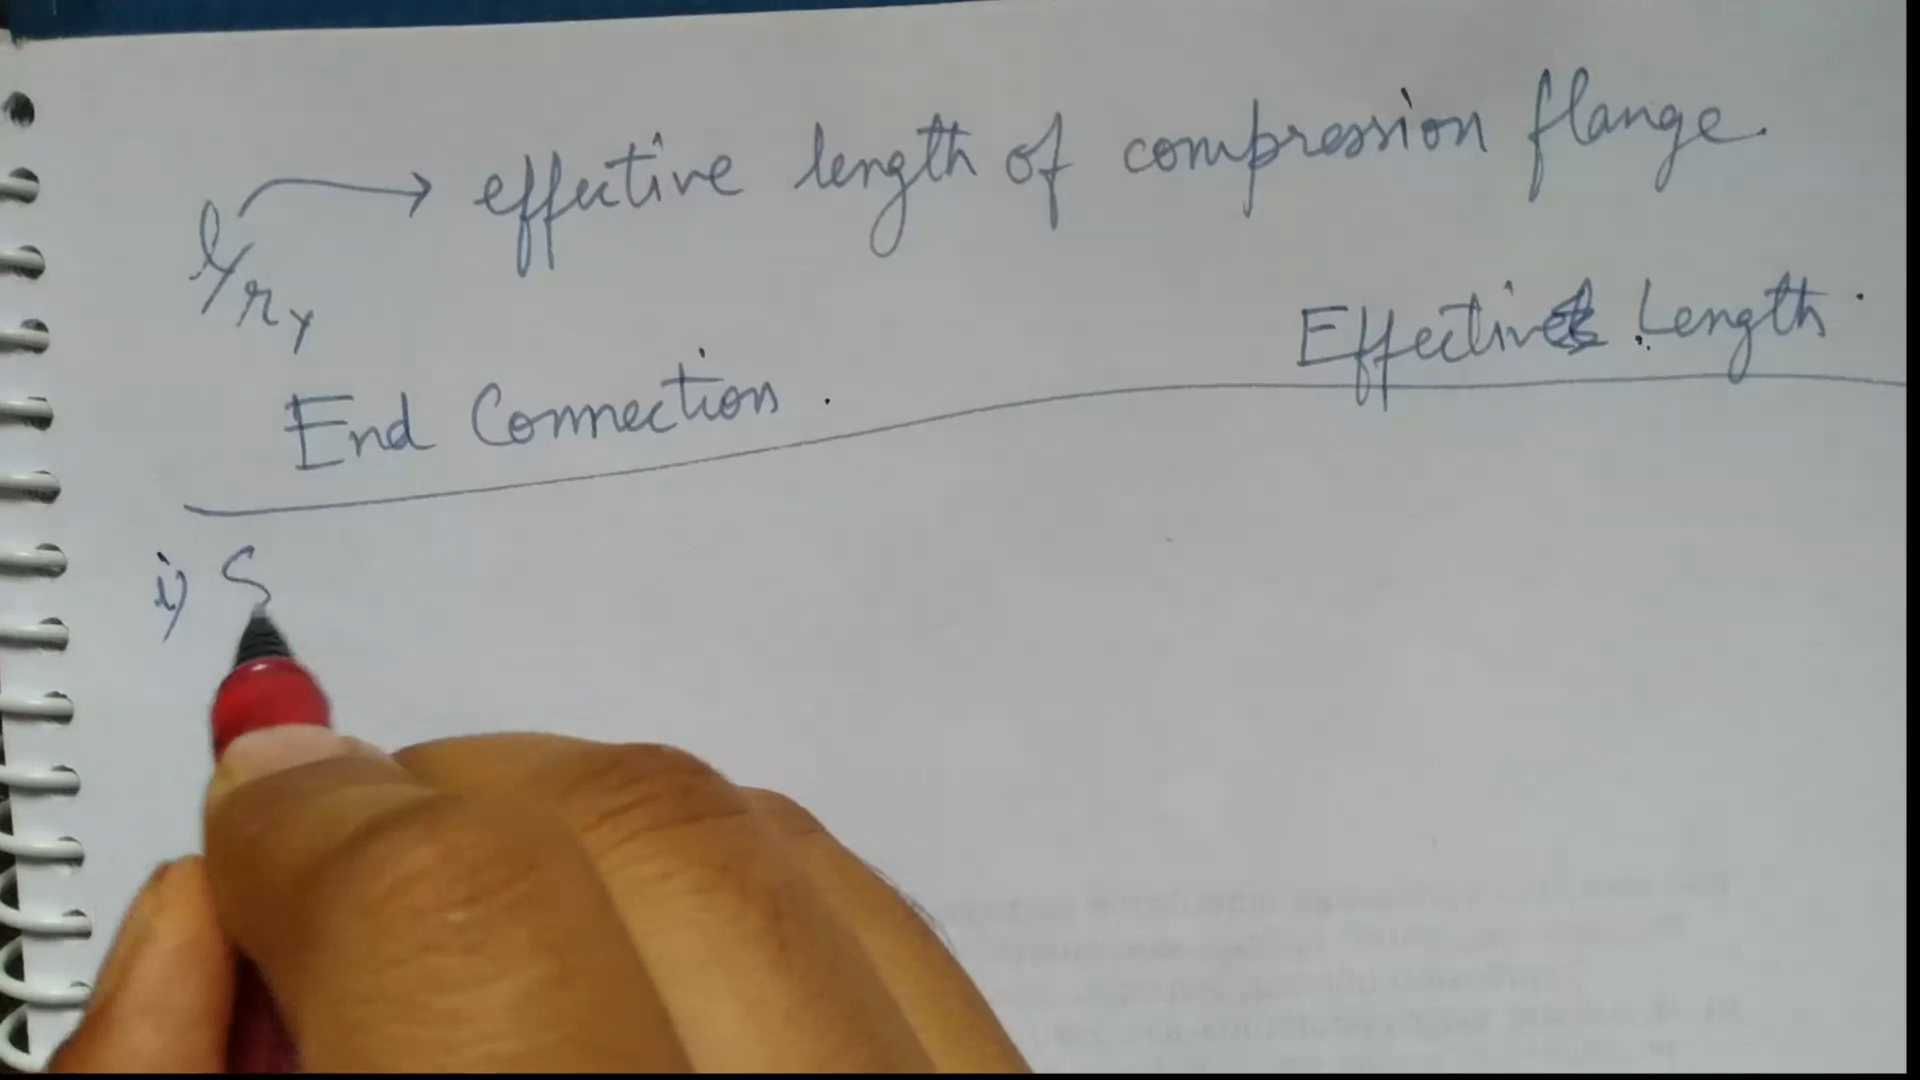 l/ry → effective length of compression flange.
End Connection. Effective Length.
i) S